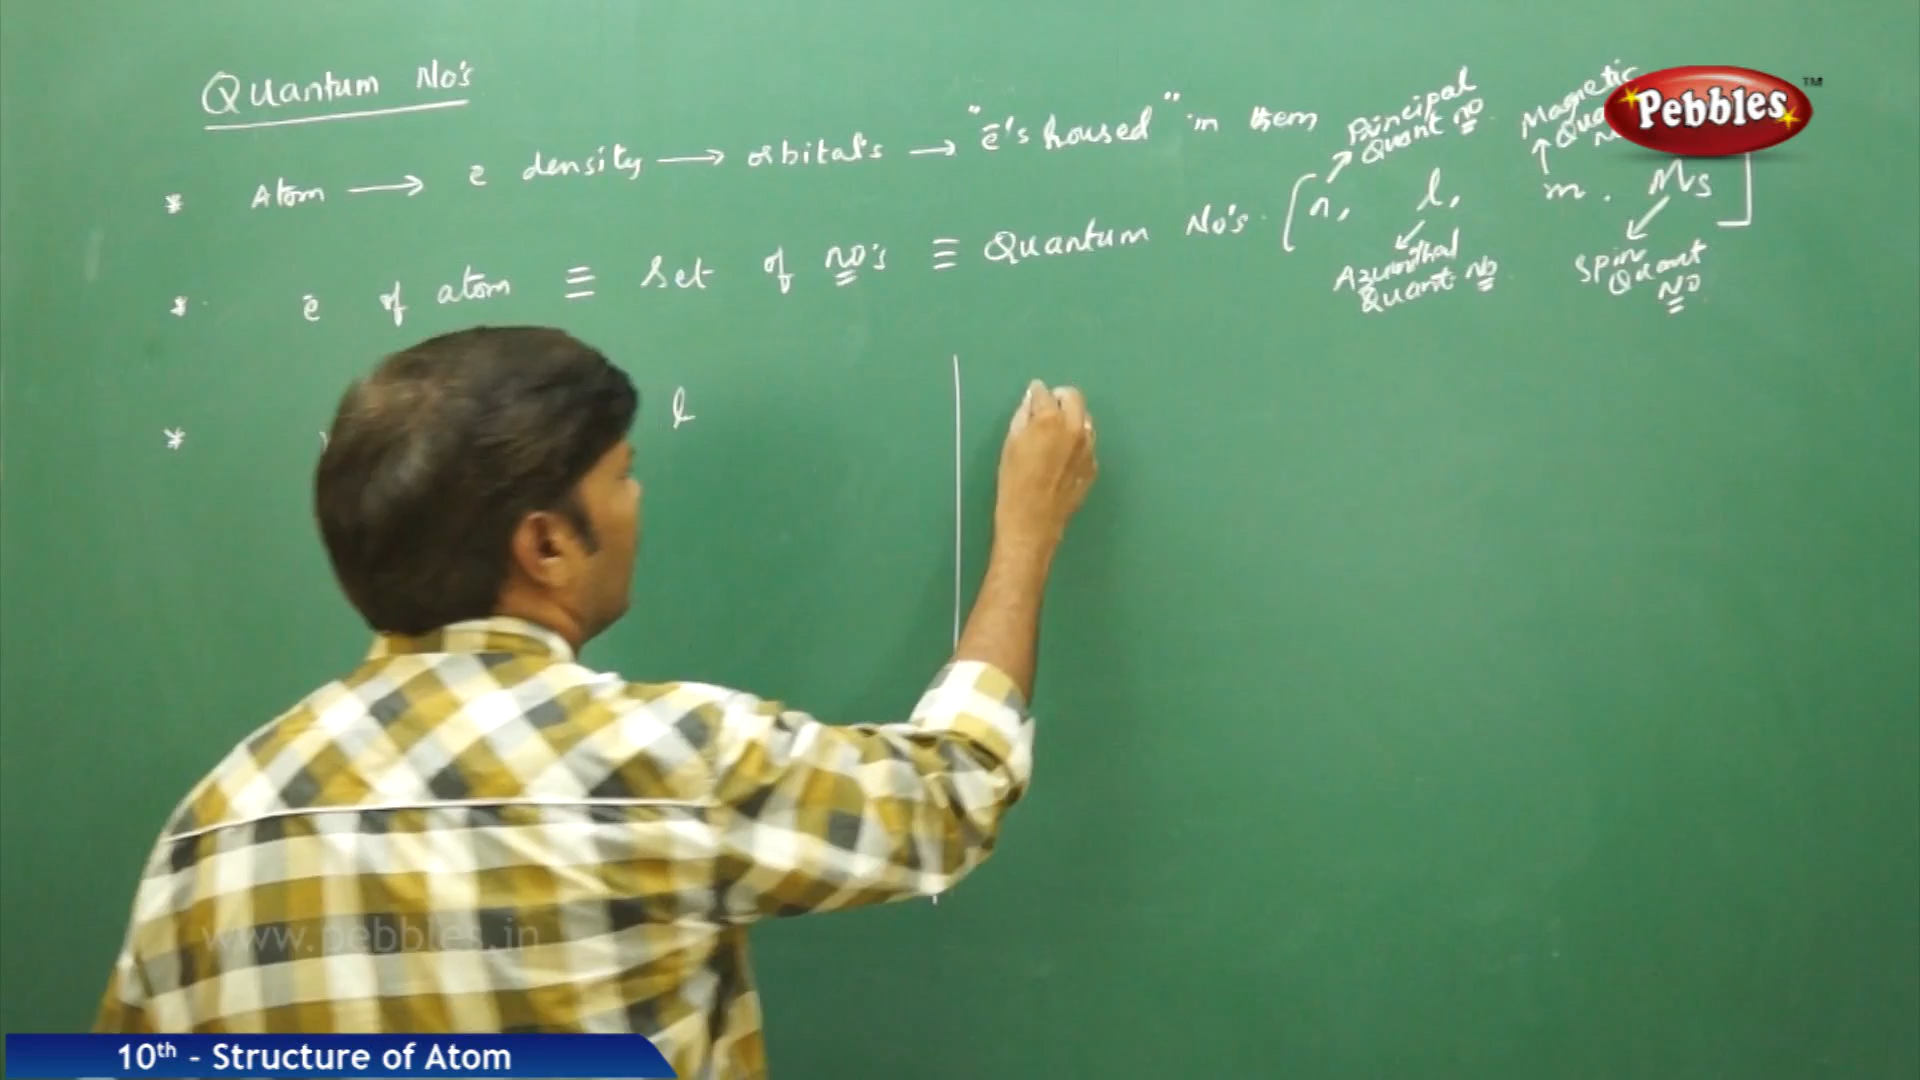 Quantum No's
* Atom ⟶ e density ⟶ orbitals ⟶ "ē's housed" in them
* ē of atom ≡ Set of no's ≡ Quantum No's. [n, l, m. Ms]
Principal
Quant no
Magnetic
Azimuthal
Quant No
Spin
Quant
No
* l
Pebbles™
www.pebbles.in
10th - Structure of Atom